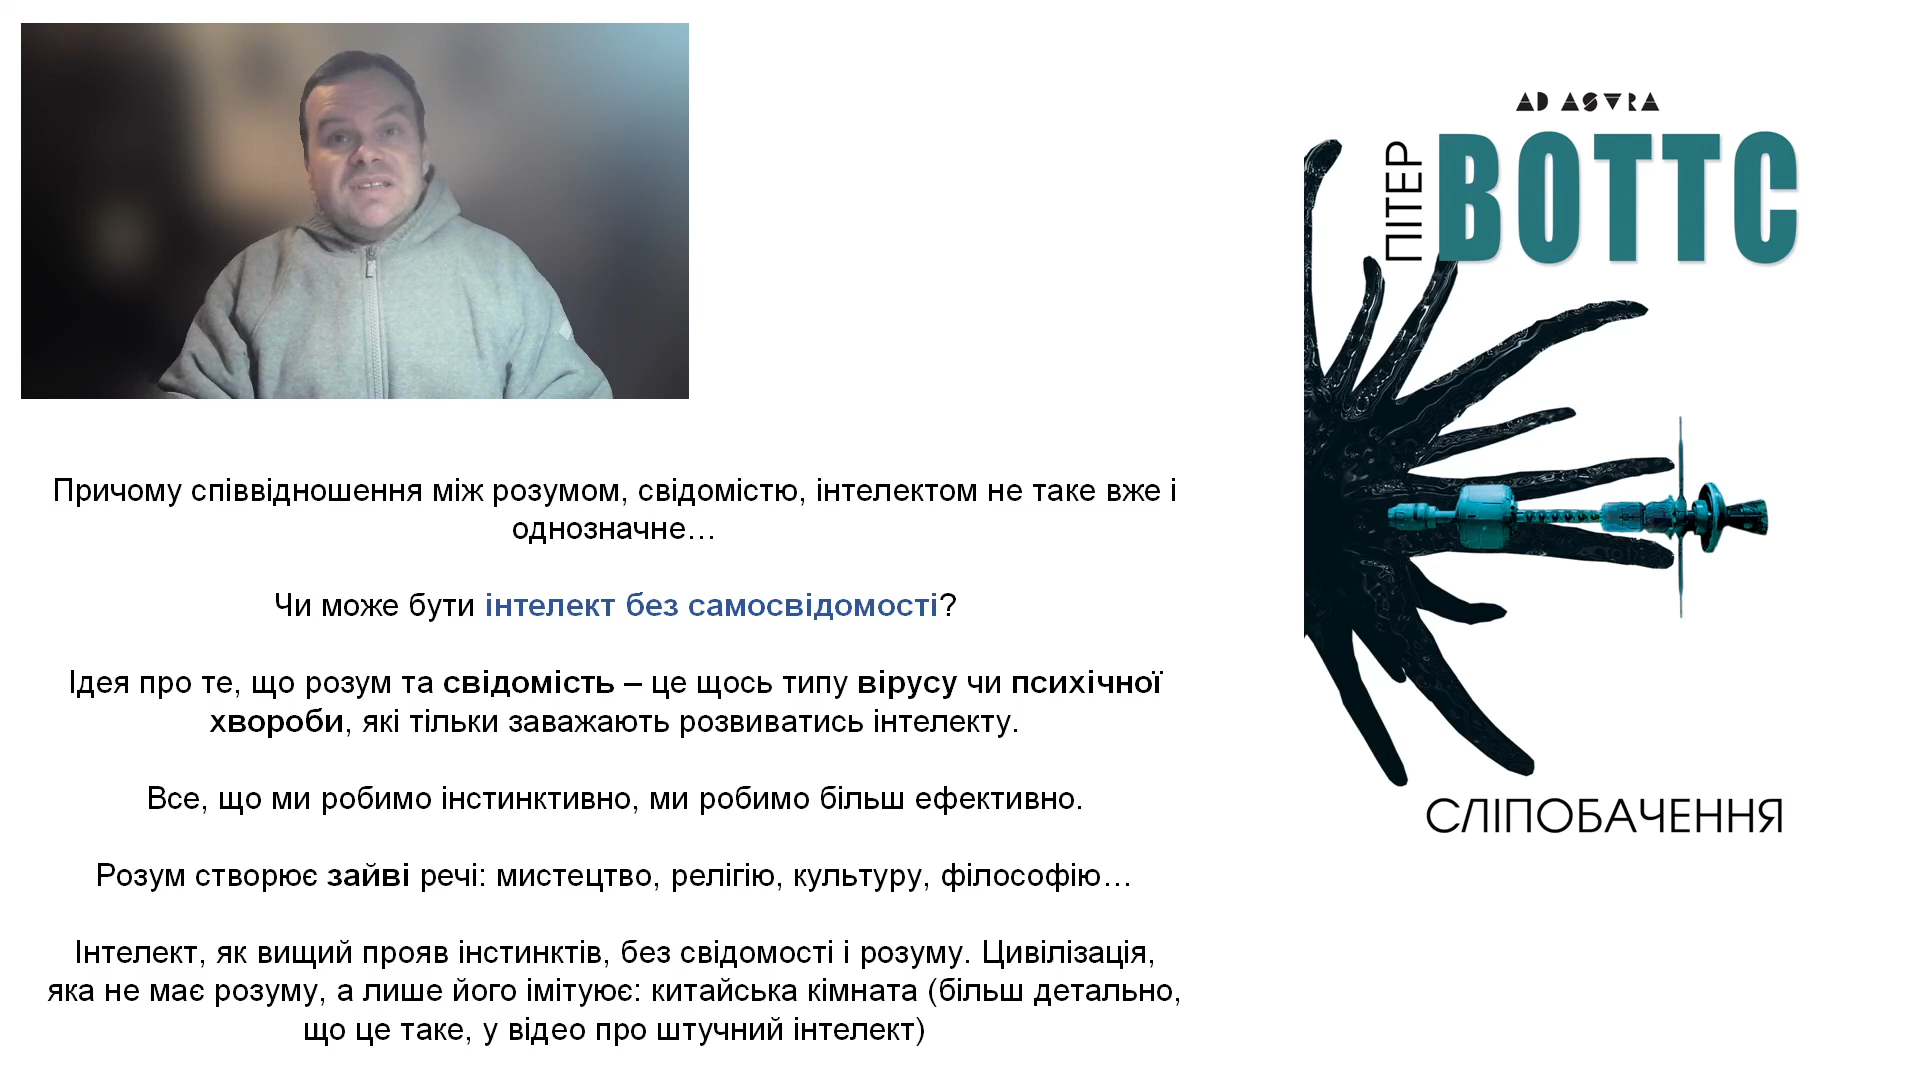 Причому співвідношення між розумом, свідомістю, інтелектом не таке вже і
однозначне…
Чи може бути інтелект без самосвідомості?
Ідея про те, що розум та свідомість – це щось типу вірусу чи психічної
хвороби, які тільки заважають розвиватись інтелекту.
Все, що ми робимо інстинктивно, ми робимо більш ефективно.
Розум створює зайві речі: мистецтво, релігію, культуру, філософію…
Інтелект, як вищий прояв інстинктів, без свідомості і розуму. Цивілізація,
яка не має розуму, а лише його імітуює: китайська кімната (більш детально,
що це таке, у відео про штучний інтелект)
AD ASTRA
ПІТЕР
ВОТТС
СЛІПОБАЧЕННЯ